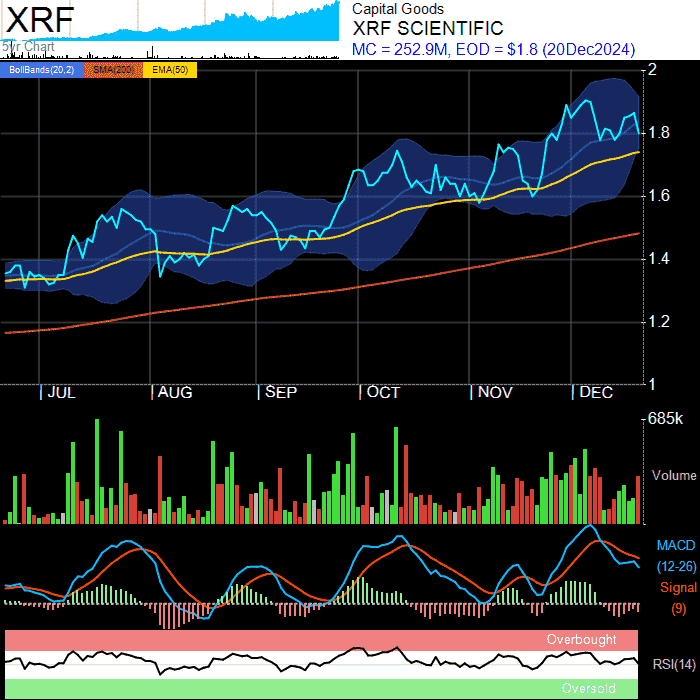 XRF
5yr Chart
Capital Goods
XRF SCIENTIFIC
MC = 252.9M, EOD = $1.8 (20Dec2024)
BollBands(20,2) SMA(200) EMA(50)
2
1.8
1.6
1.4
1.2
1
JUL AUG SEP OCT NOV DEC
685k
Volume
MACD
(12-26)
Signal
(9)
Overbought
RSI(14)
Oversold